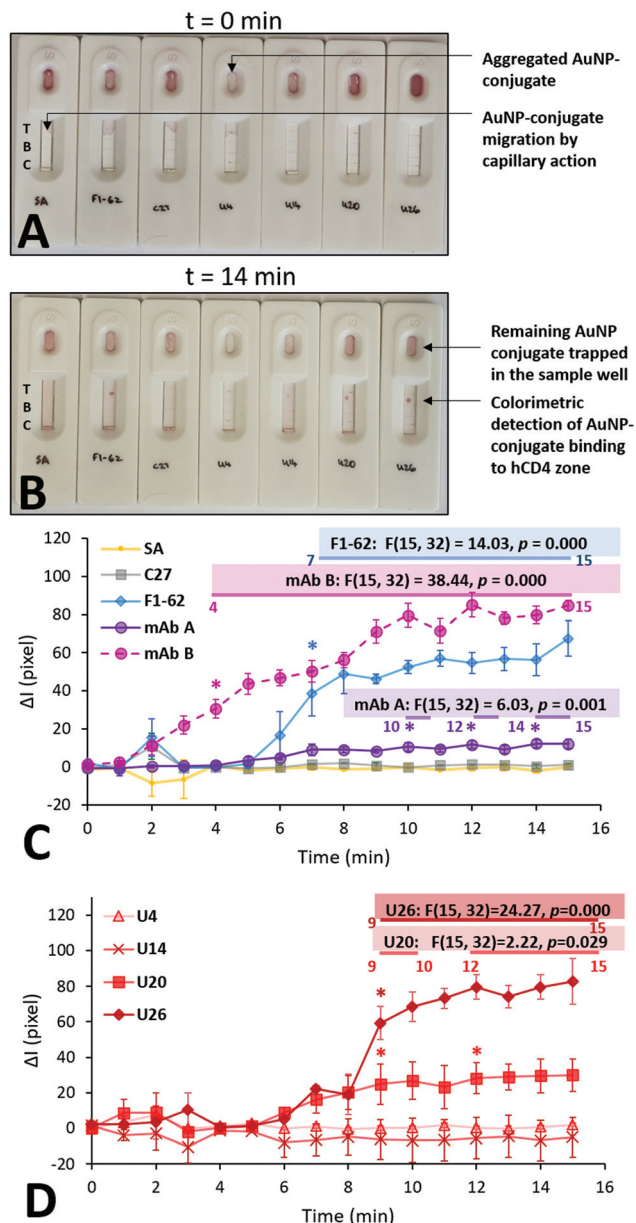 t = 0 min
S S S S S S S
Aggregated AuNP-
conjugate
AuNP-conjugate
migration by
capillary action
T
B
C
SA F1-62 C27 U4 U14 U20 U26
A
t = 14 min
S S S S S S S
Remaining AuNP
conjugate trapped
in the sample well
Colorimetric
detection of AuNP-
conjugate binding
to hCD4 zone
T
B
C
SA F1-62 C27 U4 U14 U20 U26
B
120
100
80
60
40
20
0
-20
ΔI (pixel)
SA
C27
F1-62
mAb A
mAb B
F1-62: F(15, 32) = 14.03, p = 0.000
7 15
mAb B: F(15, 32) = 38.44, p = 0.000
4 15
* *
mAb A: F(15, 32) = 6.03, p = 0.001
10 * 12 * 14 * 15
0 2 4 6 8 10 12 14 16
Time (min)
C
120
100
80
60
40
20
0
-20
ΔI (pixel)
U4
U14
U20
U26
U26: F(15, 32)=24.27, p=0.000
9 15
U20: F(15, 32)=2.22, p=0.029
9 10 12 15
*
* *
0 2 4 6 8 10 12 14 16
Time (min)
D